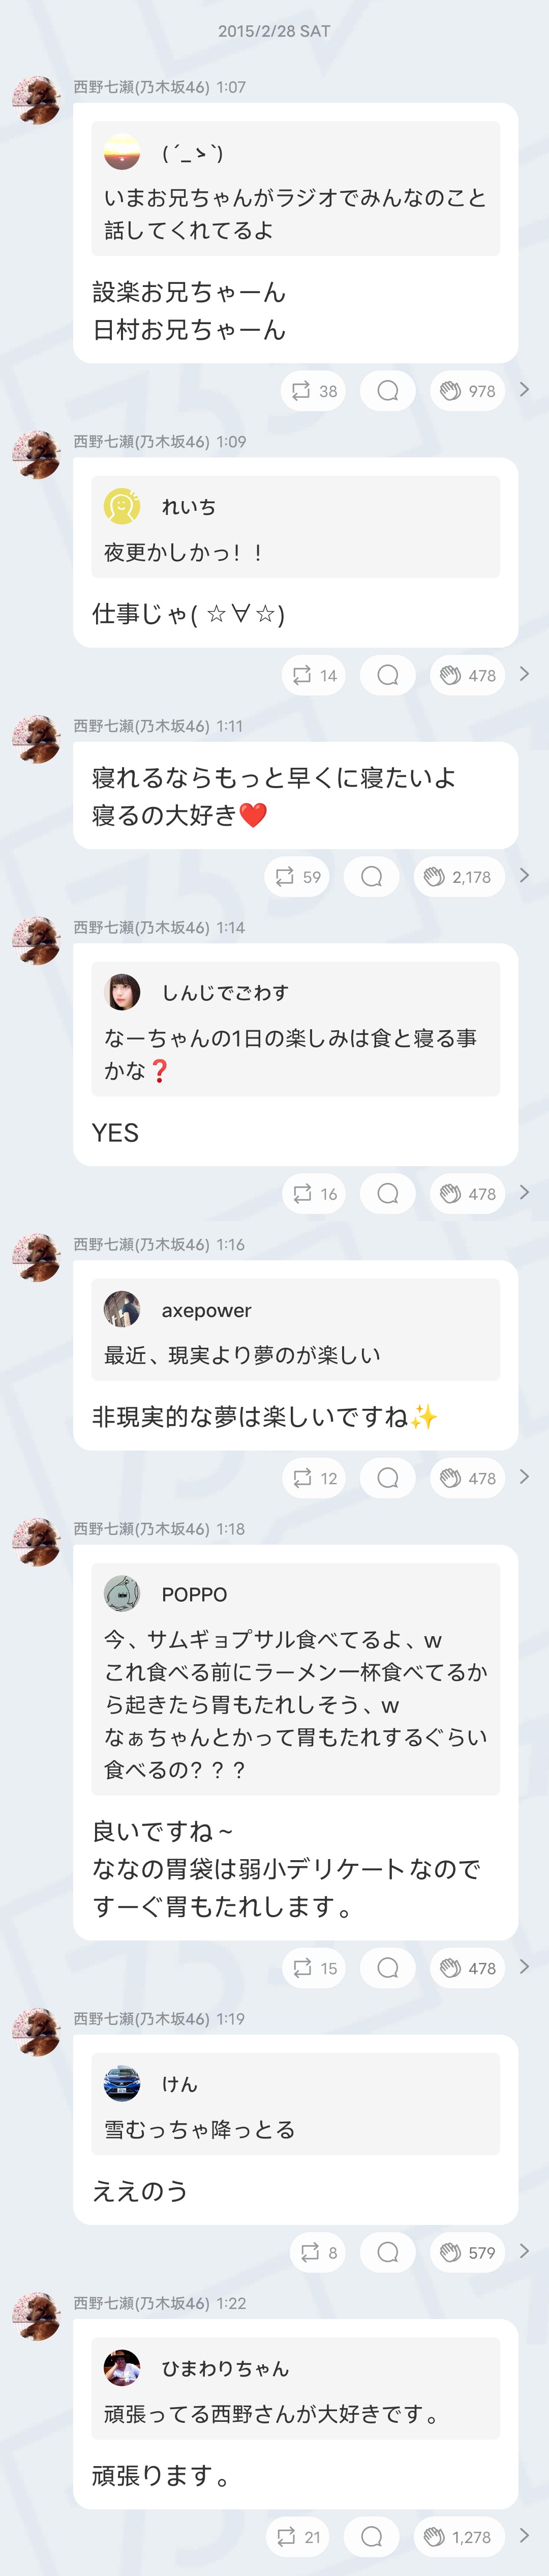 2015/2/28 SAT
西野七瀬(乃木坂46) 1:07
( ´_ゝ`)
いまお兄ちゃんがラジオでみんなのこと
話してくれてるよ
設楽お兄ちゃーん
日村お兄ちゃーん
38
978
西野七瀬(乃木坂46) 1:09
れいち
夜更かしかっ！！
仕事じゃ( ☆∀☆)
14
478
西野七瀬(乃木坂46) 1:11
寝れるならもっと早くに寝たいよ
寝るの大好き❤️
59
2,178
西野七瀬(乃木坂46) 1:14
しんじでごわす
なーちゃんの1日の楽しみは食と寝る事
かな❓
YES
16
478
西野七瀬(乃木坂46) 1:16
axepower
最近、現実より夢のが楽しい
非現実的な夢は楽しいですね✨
12
478
西野七瀬(乃木坂46) 1:18
POPPO
今、サムギョプサル食べてるよ、w
これ食べる前にラーメン一杯食べてるか
ら起きたら胃もたれしそう、w
なぁちゃんとかって胃もたれするぐらい
食べるの？？？
良いですね～
ななの胃袋は弱小デリケートなので
すーぐ胃もたれします。
15
478
西野七瀬(乃木坂46) 1:19
けん
雪むっちゃ降っとる
ええのう
8
579
西野七瀬(乃木坂46) 1:22
ひまわりちゃん
頑張ってる西野さんが大好きです。
頑張ります。
21
1,278